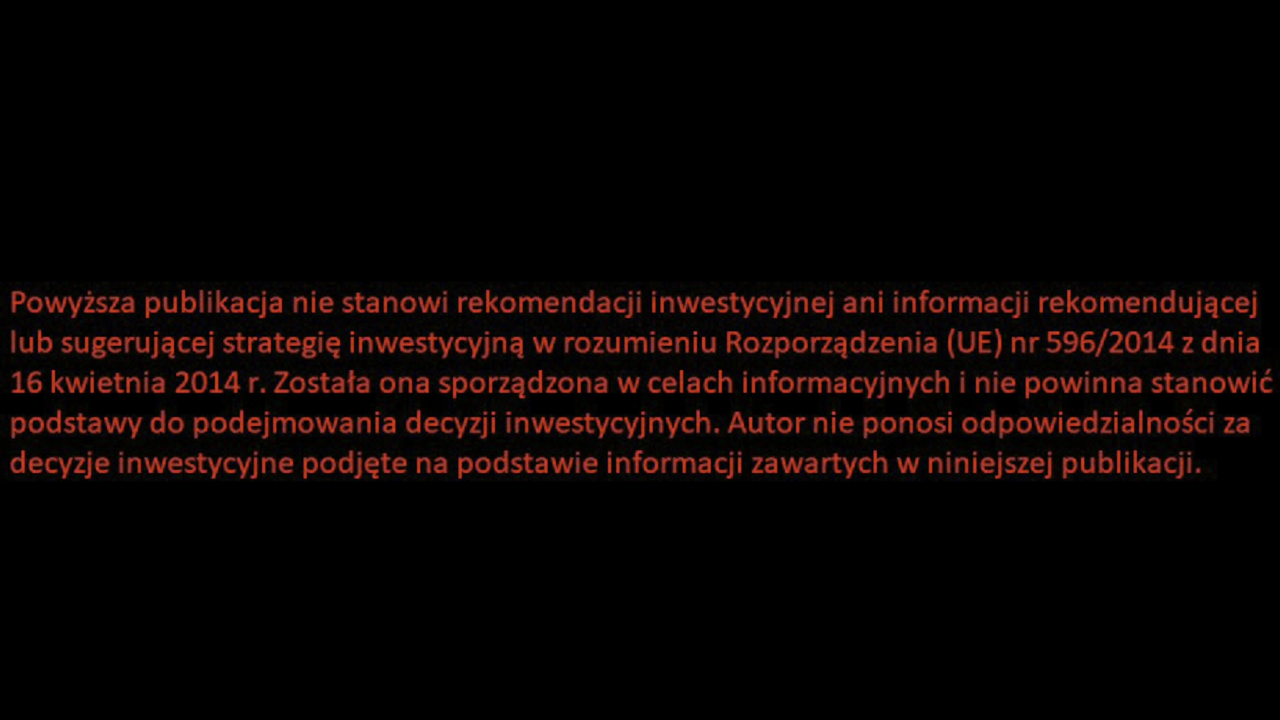 Powyższa publikacja nie stanowi rekomendacji inwestycyjnej ani informacji rekomendującej
lub sugerującej strategię inwestycyjną w rozumieniu Rozporządzenia (UE) nr 596/2014 z dnia
16 kwietnia 2014 r. Została ona sporządzona w celach informacyjnych i nie powinna stanowić
podstawy do podejmowania decyzji inwestycyjnych. Autor nie ponosi odpowiedzialności za
decyzje inwestycyjne podjęte na podstawie informacji zawartych w niniejszej publikacji.